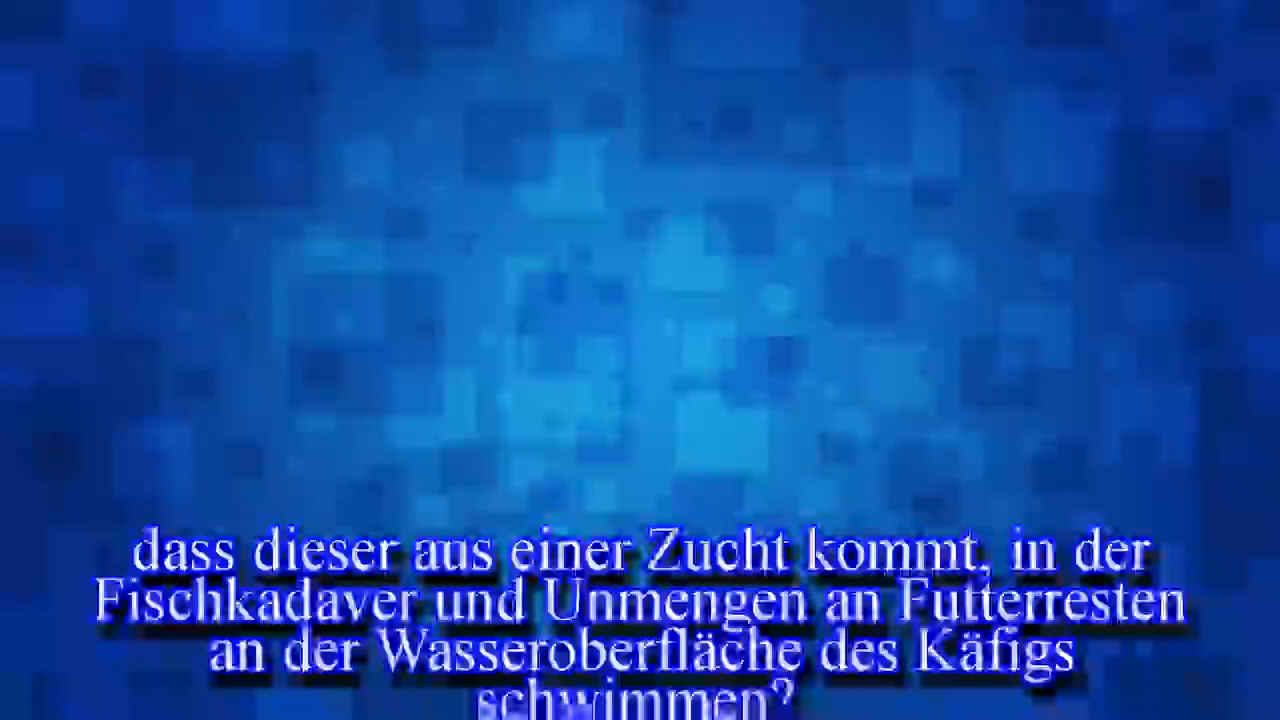 dass dieser aus einer Zucht kommt, in der
Fischkadaver und Unmengen an Futterresten
an der Wasseroberfläche des Käfigs
schwimmen?